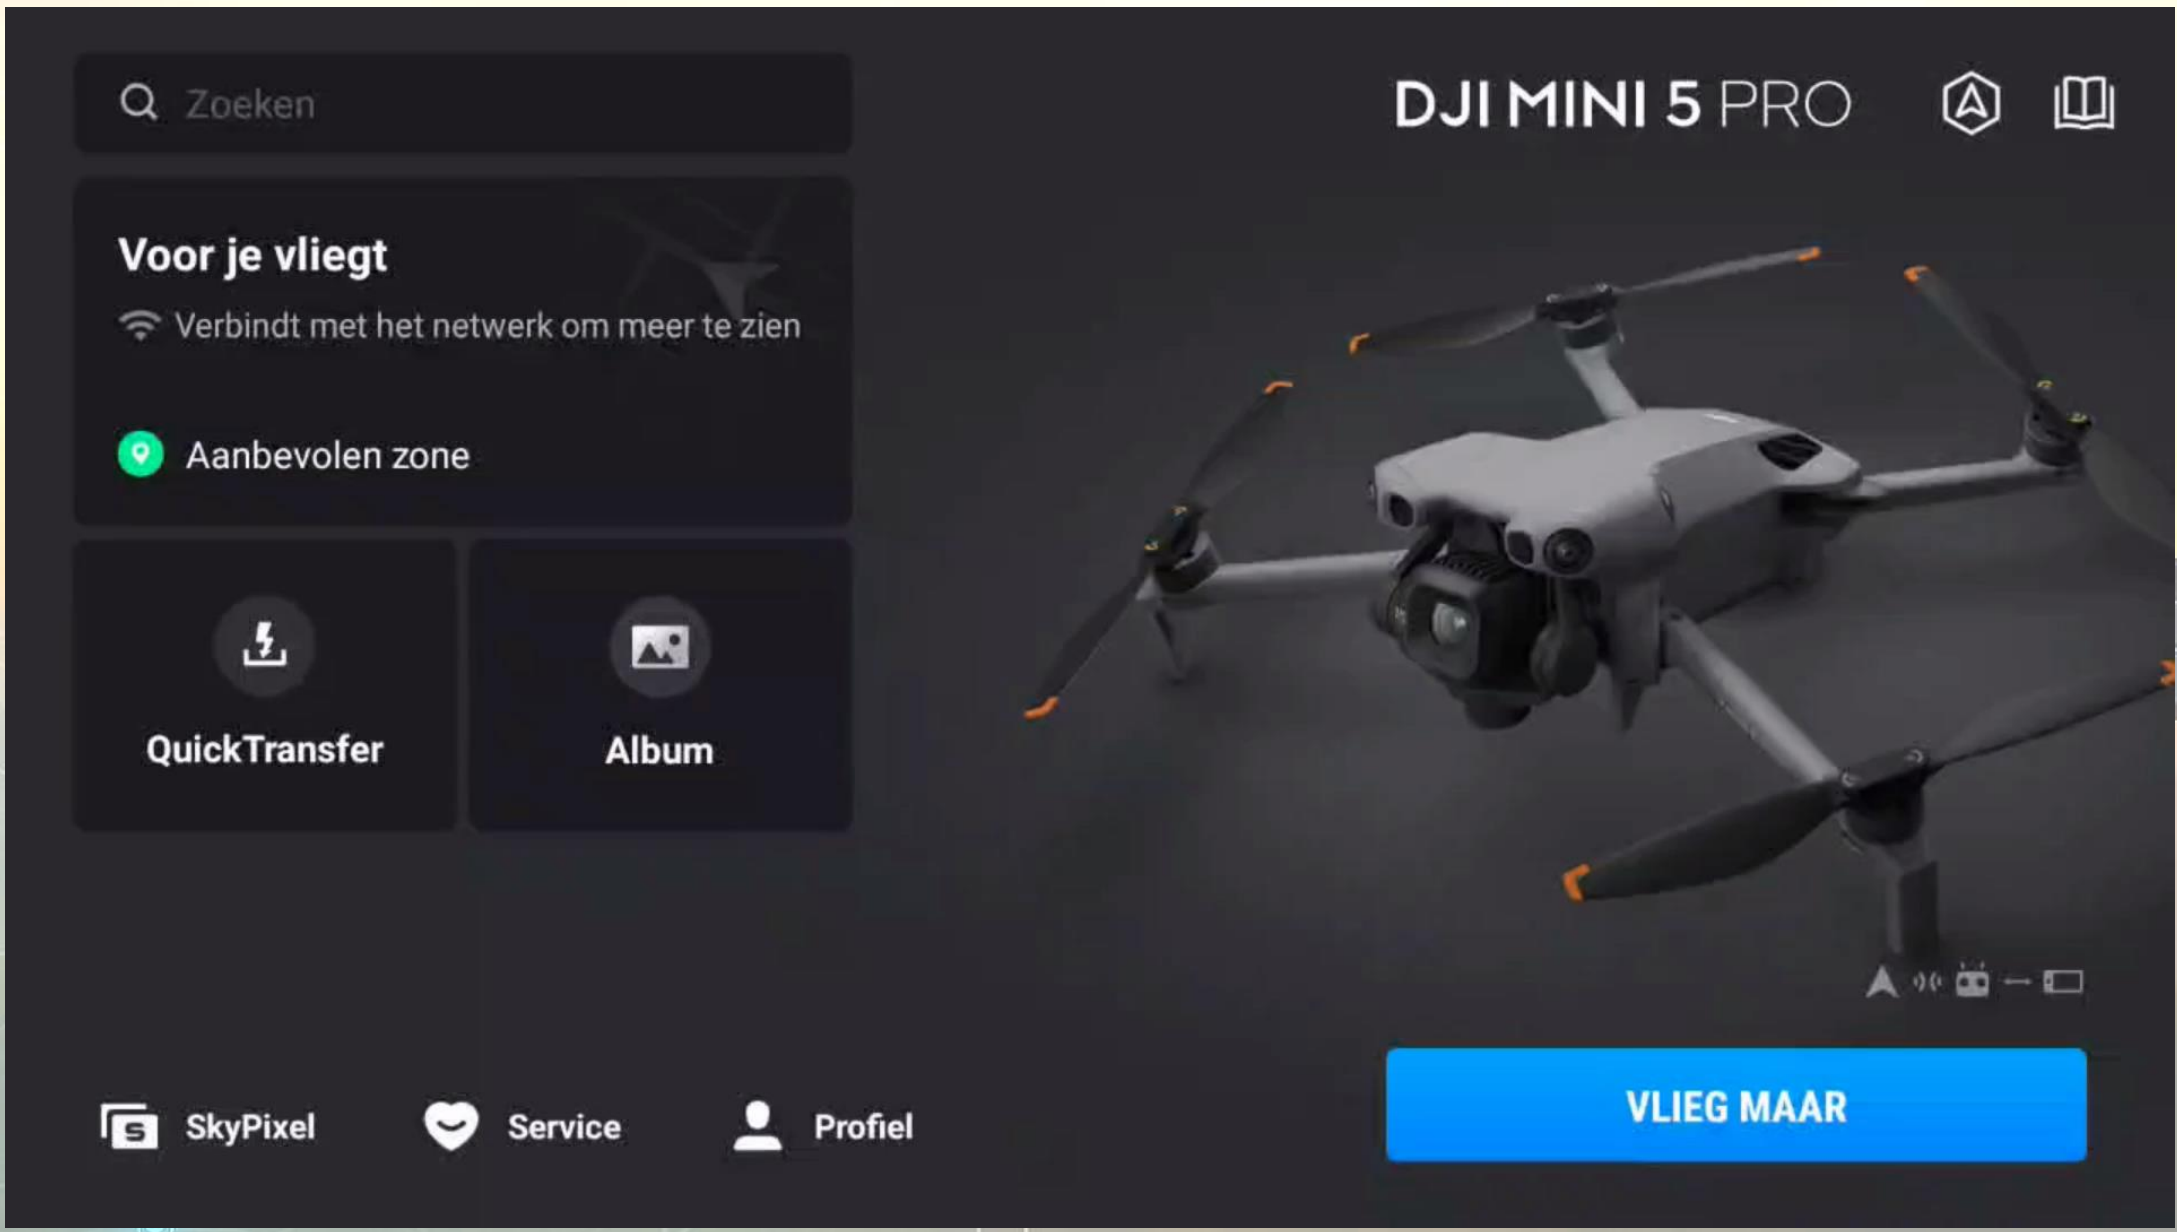 Zoeken
DJI MINI 5 PRO
Voor je vliegt
Verbindt met het netwerk om meer te zien
Aanbevolen zone
QuickTransfer
Album
SkyPixel
Service
Profiel
VLIEG MAAR